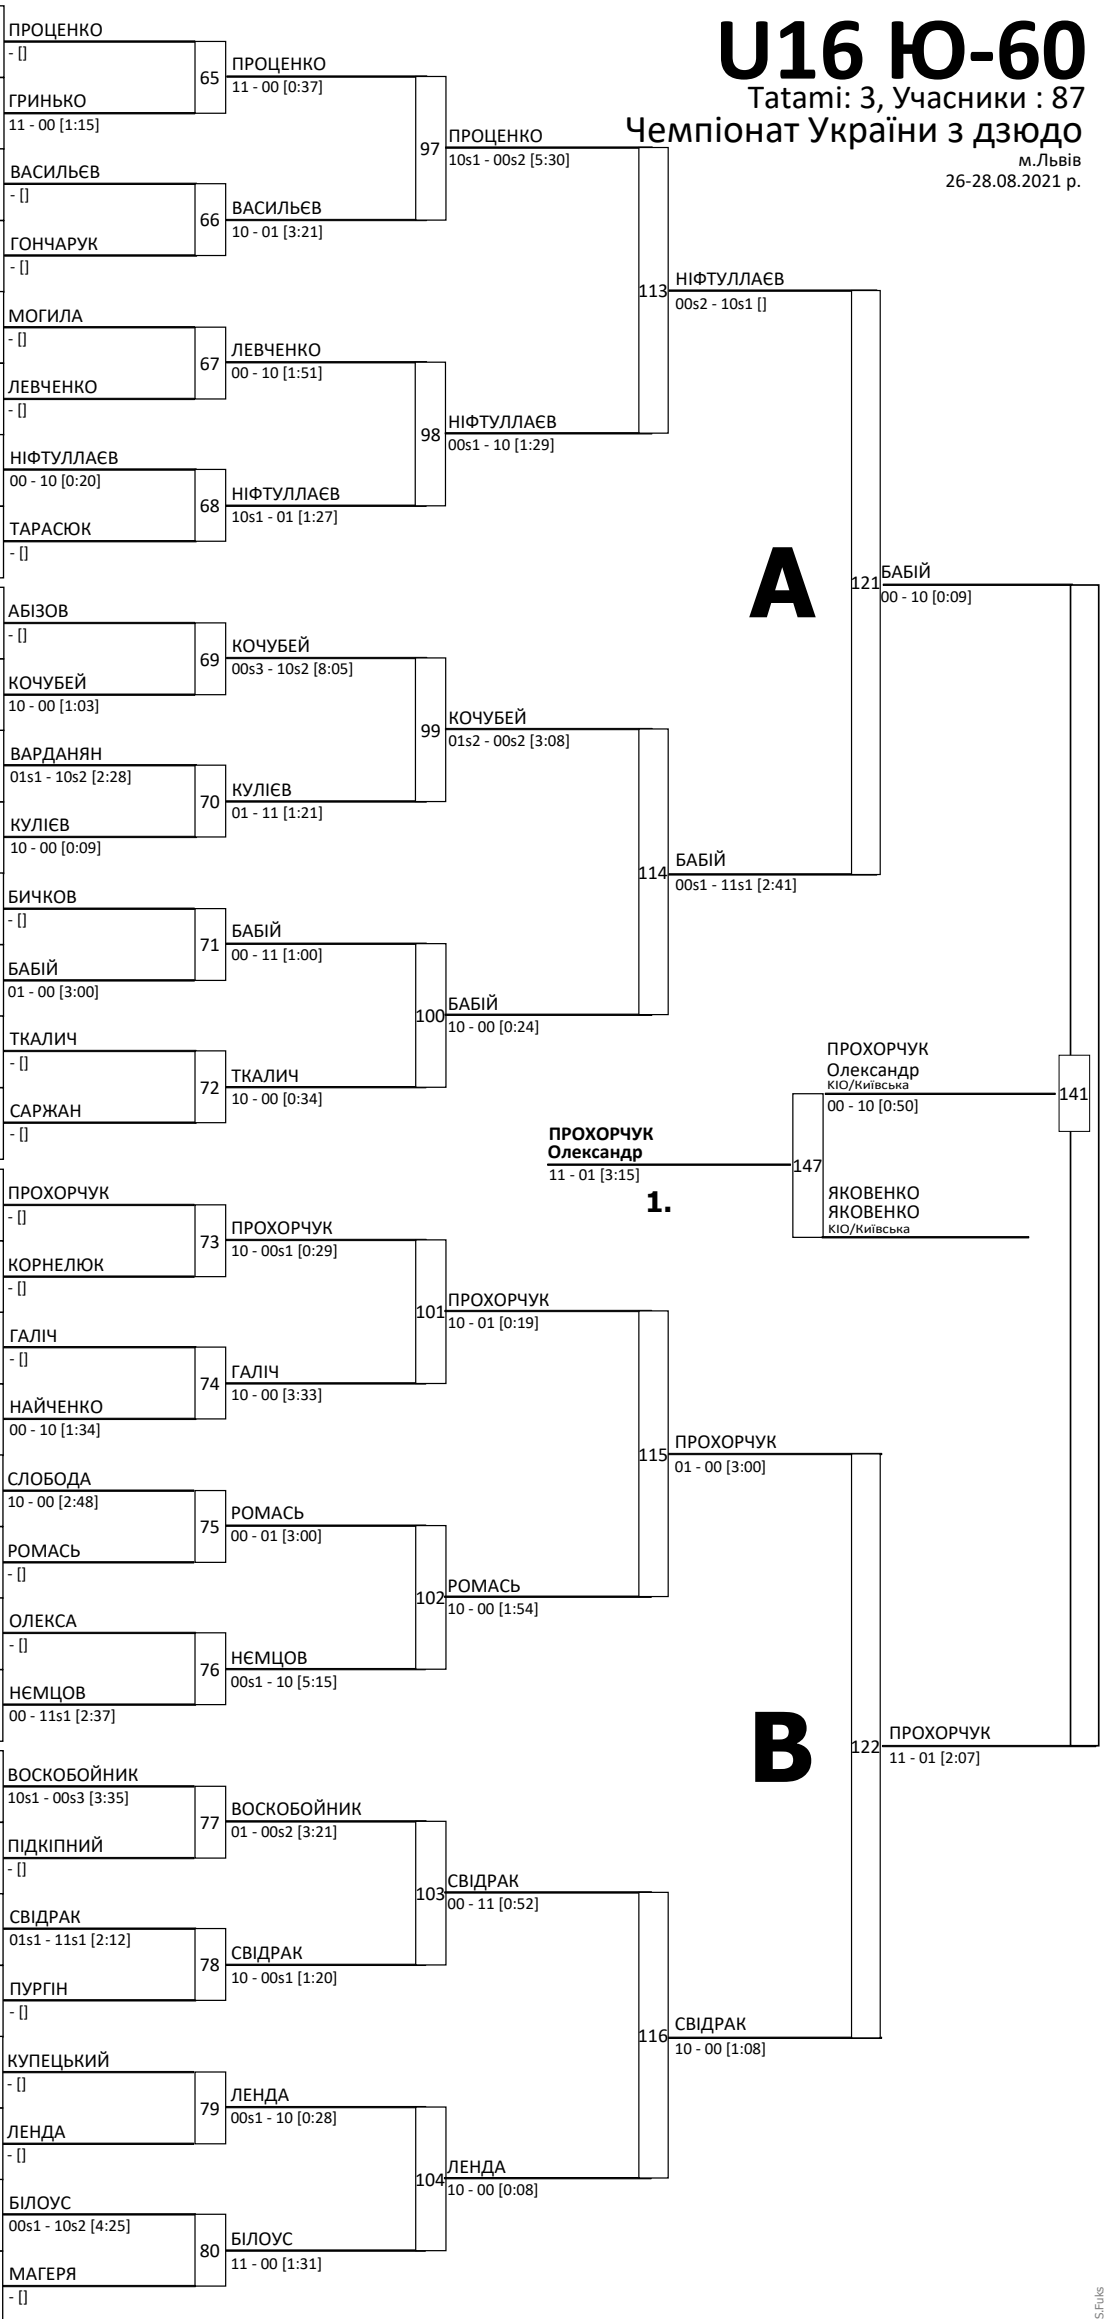 U16 Ю-60
Tatami: 3, Учасники : 87
Чемпіонат України з дзюдо
м.Львів
26-28.08.2021 р.
ПРОЦЕНКО
- []
65
ГРИНЬКО
11 - 00 [1:15]
ПРОЦЕНКО
11 - 00 [0:37]
97
ВАСИЛЬЄВ
- []
66
ГОНЧАРУК
- []
ВАСИЛЬЄВ
10 - 01 [3:21]
ПРОЦЕНКО
10s1 - 00s2 [5:30]
113
МОГИЛА
- []
67
ЛЕВЧЕНКО
- []
ЛЕВЧЕНКО
00 - 10 [1:51]
98
НІФТУЛЛАЄВ
00 - 10 [0:20]
68
ТАРАСЮК
- []
НІФТУЛЛАЄВ
10s1 - 01 [1:27]
НІФТУЛЛАЄВ
00s1 - 10 [1:29]
НІФТУЛЛАЄВ
00s2 - 10s1 []
A
121
БАБІЙ
00 - 10 [0:09]
АБІЗОВ
- []
69
КОЧУБЕЙ
10 - 00 [1:03]
КОЧУБЕЙ
00s3 - 10s2 [8:05]
99
ВАРДАНЯН
01s1 - 10s2 [2:28]
70
КУЛІЄВ
10 - 00 [0:09]
КУЛІЄВ
01 - 11 [1:21]
КОЧУБЕЙ
01s2 - 00s2 [3:08]
114
БАБІЙ
00s1 - 11s1 [2:41]
БИЧКОВ
- []
71
БАБІЙ
01 - 00 [3:00]
БАБІЙ
00 - 11 [1:00]
100
БАБІЙ
10 - 00 [0:24]
ТКАЛИЧ
- []
72
САРЖАН
- []
ТКАЛИЧ
10 - 00 [0:34]
ПРОХОРЧУК
Олександр
КІО/Київська
00 - 10 [0:50]
141
ПРОХОРЧУК
Олександр
11 - 01 [3:15]
1.
147
ЯКОВЕНКО
ЯКОВЕНКО
КІО/Київська
ПРОХОРЧУК
- []
73
КОРНЕЛЮК
- []
ПРОХОРЧУК
10 - 00s1 [0:29]
101
ПРОХОРЧУК
10 - 01 [0:19]
ГАЛІЧ
- []
74
НАЙЧЕНКО
00 - 10 [1:34]
ГАЛІЧ
10 - 00 [3:33]
115
ПРОХОРЧУК
01 - 00 [3:00]
СЛОБОДА
10 - 00 [2:48]
75
РОМАСЬ
- []
РОМАСЬ
00 - 01 [3:00]
102
РОМАСЬ
10 - 00 [1:54]
ОЛЕКСА
- []
76
НЄМЦОВ
00 - 11s1 [2:37]
НЄМЦОВ
00s1 - 10 [5:15]
B
122
ПРОХОРЧУК
11 - 01 [2:07]
ВОСКОБОЙНИК
10s1 - 00s3 [3:35]
77
ПІДКІПНИЙ
- []
ВОСКОБОЙНИК
01 - 00s2 [3:21]
103
СВІДРАК
00 - 11 [0:52]
СВІДРАК
01s1 - 11s1 [2:12]
78
ПУРГІН
- []
СВІДРАК
10 - 00s1 [1:20]
116
СВІДРАК
10 - 00 [1:08]
КУПЕЦЬКИЙ
- []
79
ЛЕНДА
- []
ЛЕНДА
00s1 - 10 [0:28]
104
ЛЕНДА
10 - 00 [0:08]
БІЛОУС
00s1 - 10s2 [4:25]
80
МАГЕРЯ
- []
БІЛОУС
11 - 00 [1:31]
S.Fuks